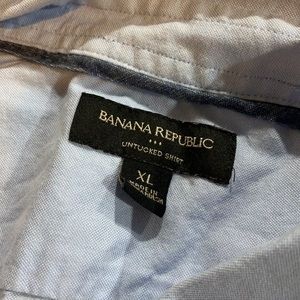 BANANA REPUBLIC
UNTUCKED SHIRT
XL
MADE IN